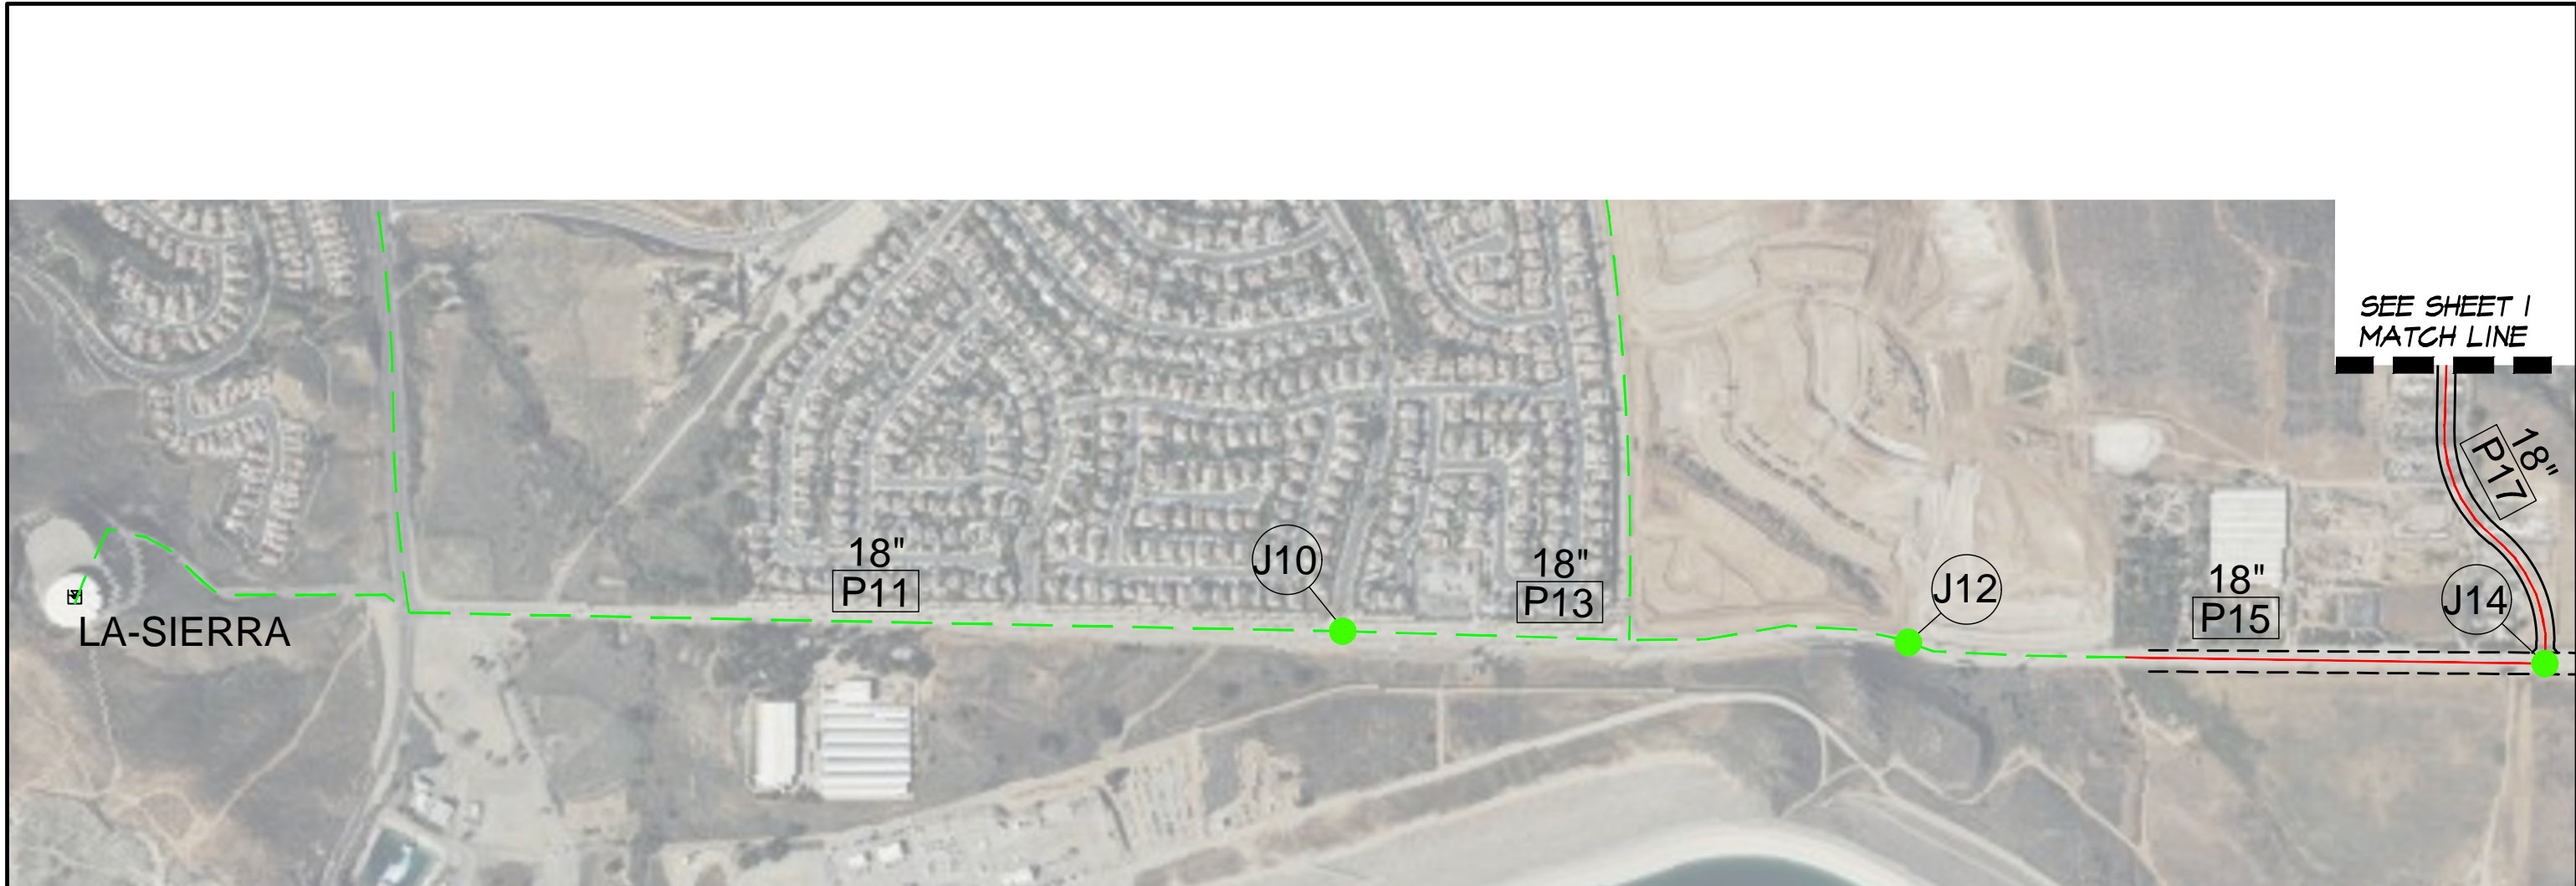 SEE SHEET 1
MATCH LINE
18"
P17
18"
P11
J10
18"
P13
J12
18"
P15
J14
LA-SIERRA